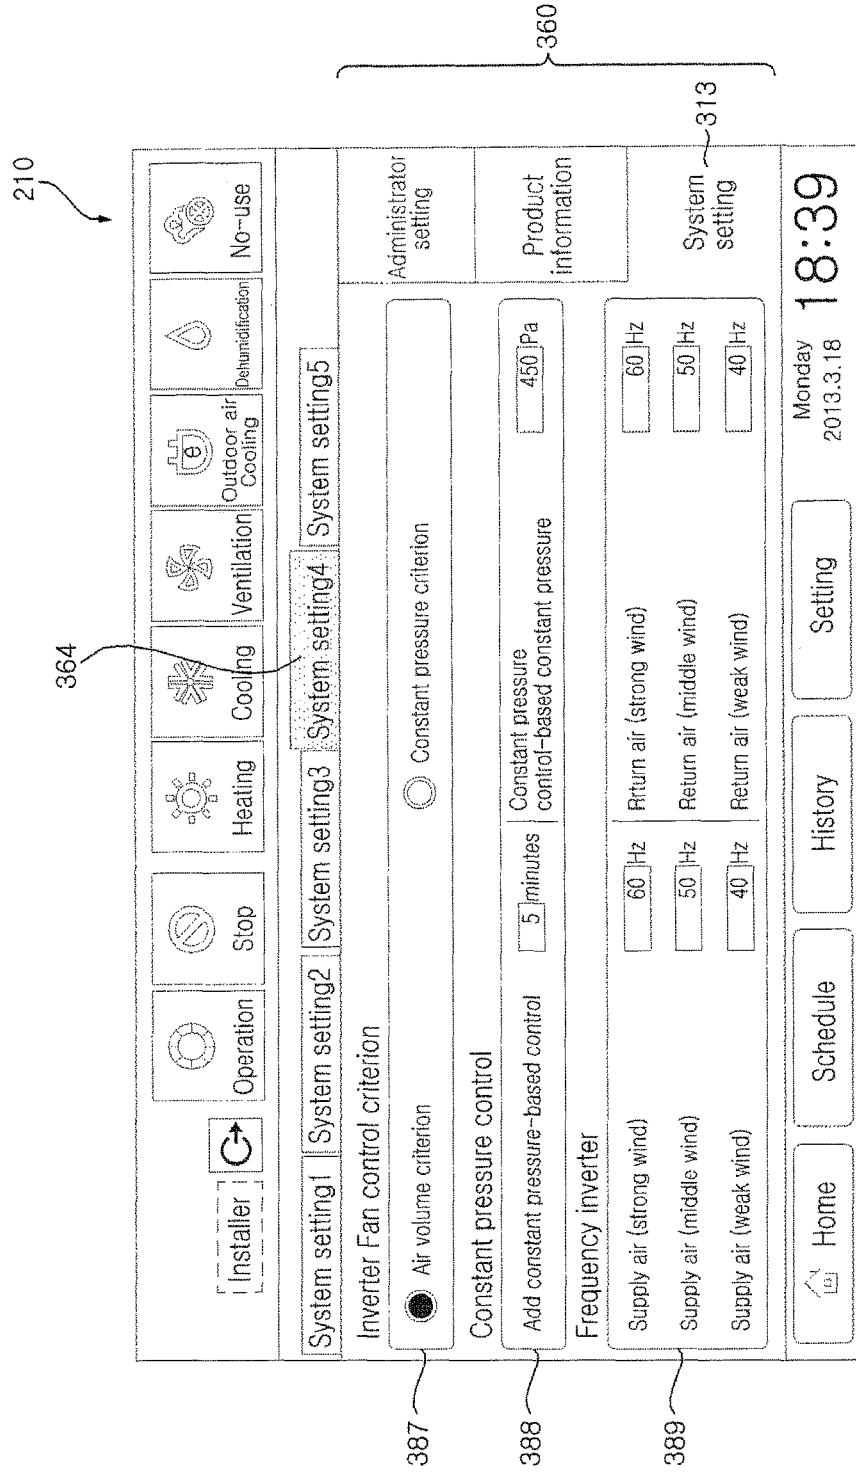 210
Installer
Operation
Stop
Heating
Cooling
Ventilation
e
Outdoor air
Cooling
Dehumidification
No-use
364
System setting1
System setting2
System setting3
System setting4
System setting5
360
Inverter Fan control criterion
387
Air volume criterion
Constant pressure criterion
Administrator
setting
Constant pressure control
388
Add constant pressure-based control
5 minutes
Constant pressure
control-based constant pressure
450 Pa
Product
information
Frequency inverter
389
Supply air (strong wind) 60 Hz
Rrturn air (strong wind) 60 Hz
Supply air (middle wind) 50 Hz
Return air (middle wind) 50 Hz
Supply air (weak wind) 40 Hz
Return air (weak wind) 40 Hz
System
setting
313
Home
Schedule
History
Setting
Monday
2013.3.18
18:39